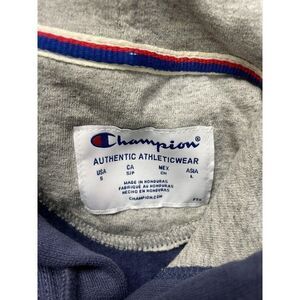 Champion®
AUTHENTIC ATHLETICWEAR
USA CA MEX ASIA
S S/P CH L
MADE IN HONDURAS
FABRIQUÉ AU HONDURAS
HECHO EN HONDURAS
CHAMPION.COM